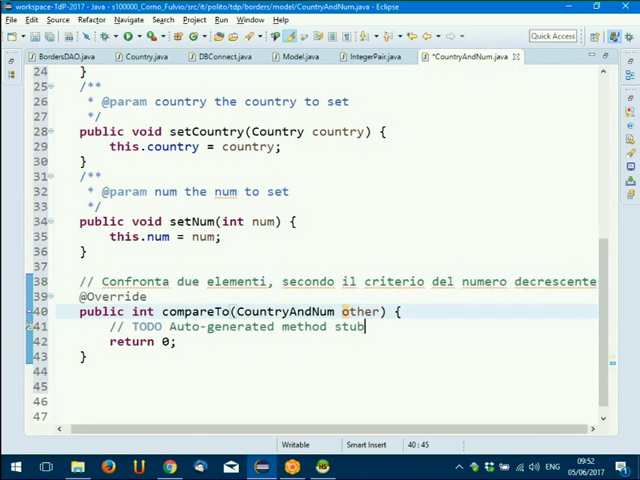 workspace-TdP-2017 - Java - s100000_Corno_Fulvio/src/it/polito/tdp/borders/model/CountryAndNum.java - Eclipse
File Edit Source Refactor Navigate Search Project Run Window Help
Quick Access
BordersDAO.java Country.java DBConnect.java Model.java IntegerPair.java *CountryAndNum.java
24 }
25 /**
26 * @param country the country to set
27 */
28 public void setCountry(Country country) {
29 this.country = country;
30 }
31 /**
32 * @param num the num to set
33 */
34 public void setNum(int num) {
35 this.num = num;
36 }
37
38 // Confronta due elementi, secondo il criterio del numero decrescente
39 @Override
40 public int compareTo(CountryAndNum other) {
41 // TODO Auto-generated method stub
42 return 0;
43 }
44
45
46
47
Writable Smart Insert 40 : 45
ENG 09:52
05/06/2017